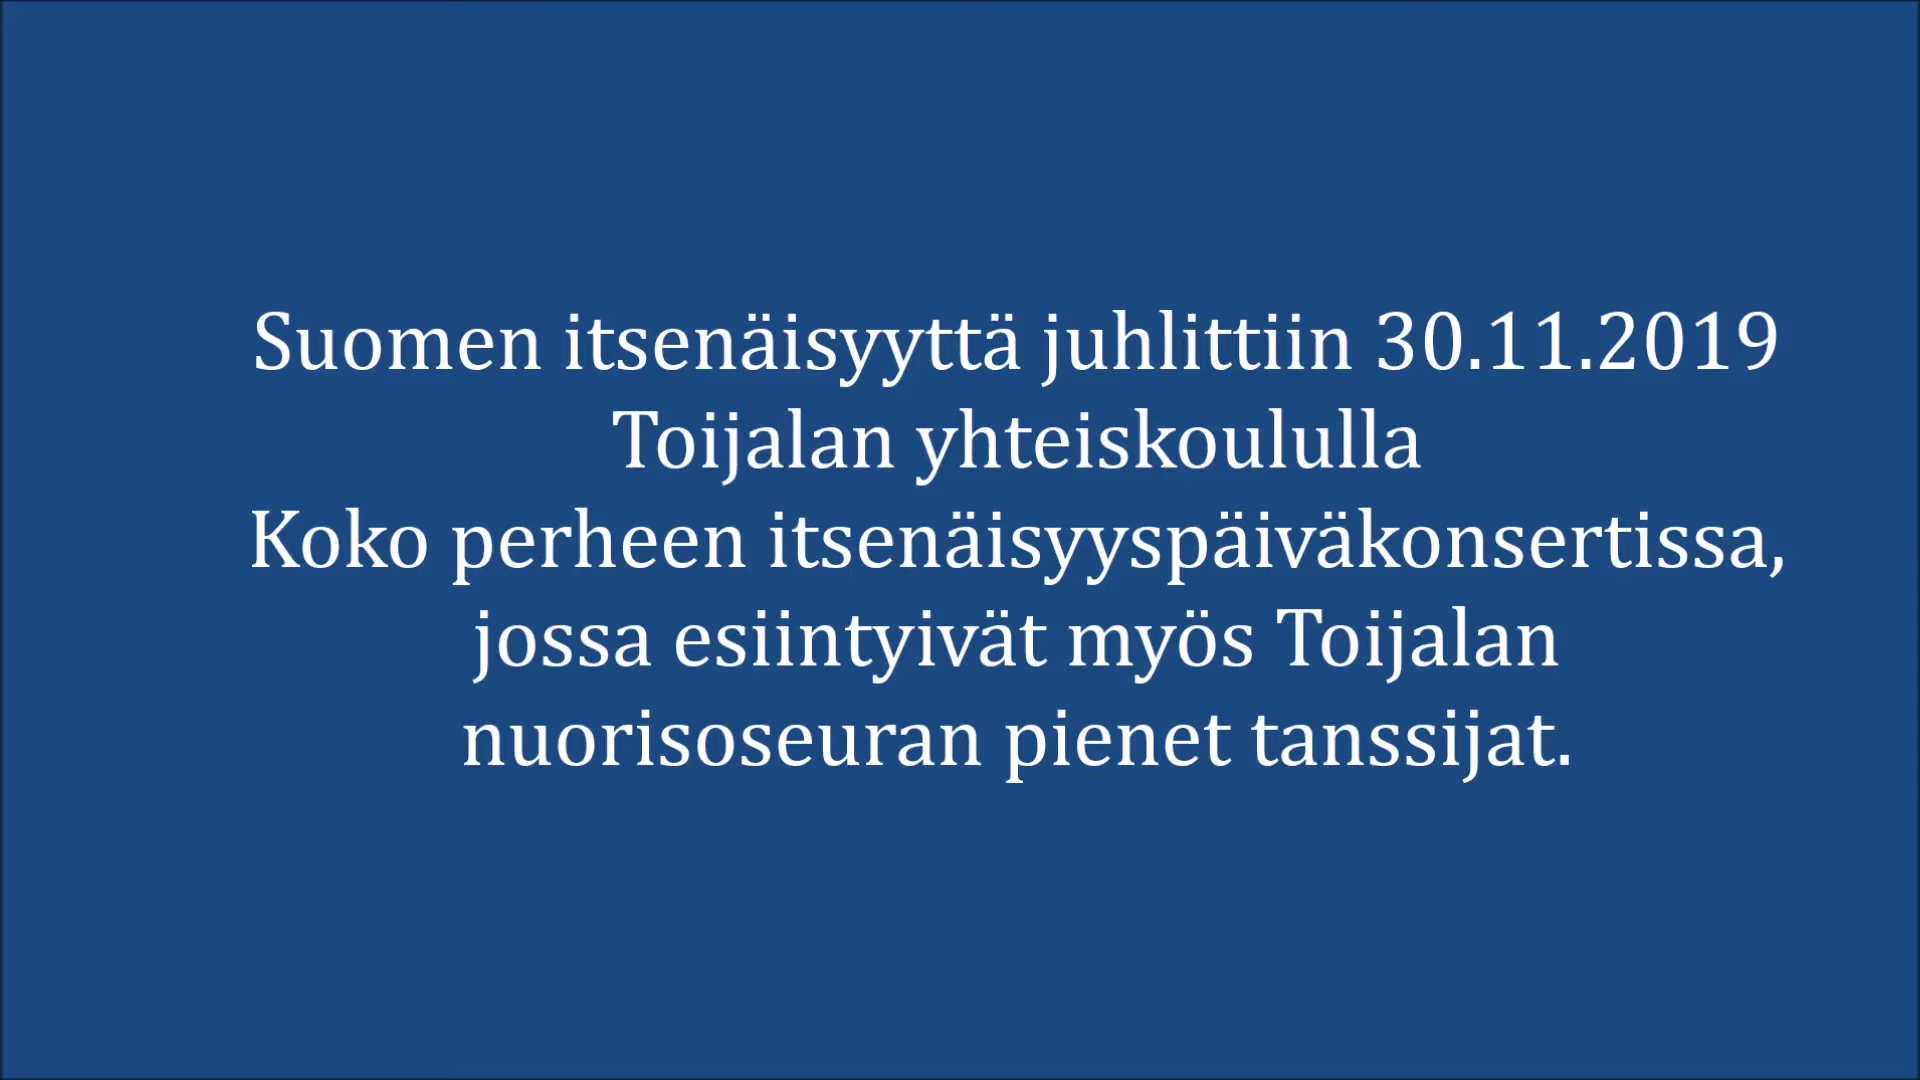 Suomen itsenäisyyttä juhlittiin 30.11.2019
Toijalan yhteiskoululla
Koko perheen itsenäisyyspäiväkonsertissa,
jossa esiintyivät myös Toijalan
nuorisoseuran pienet tanssijat.